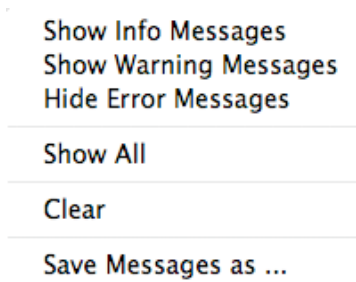 Show Info Messages
Show Warning Messages
Hide Error Messages
Show All
Clear
Save Messages as ...